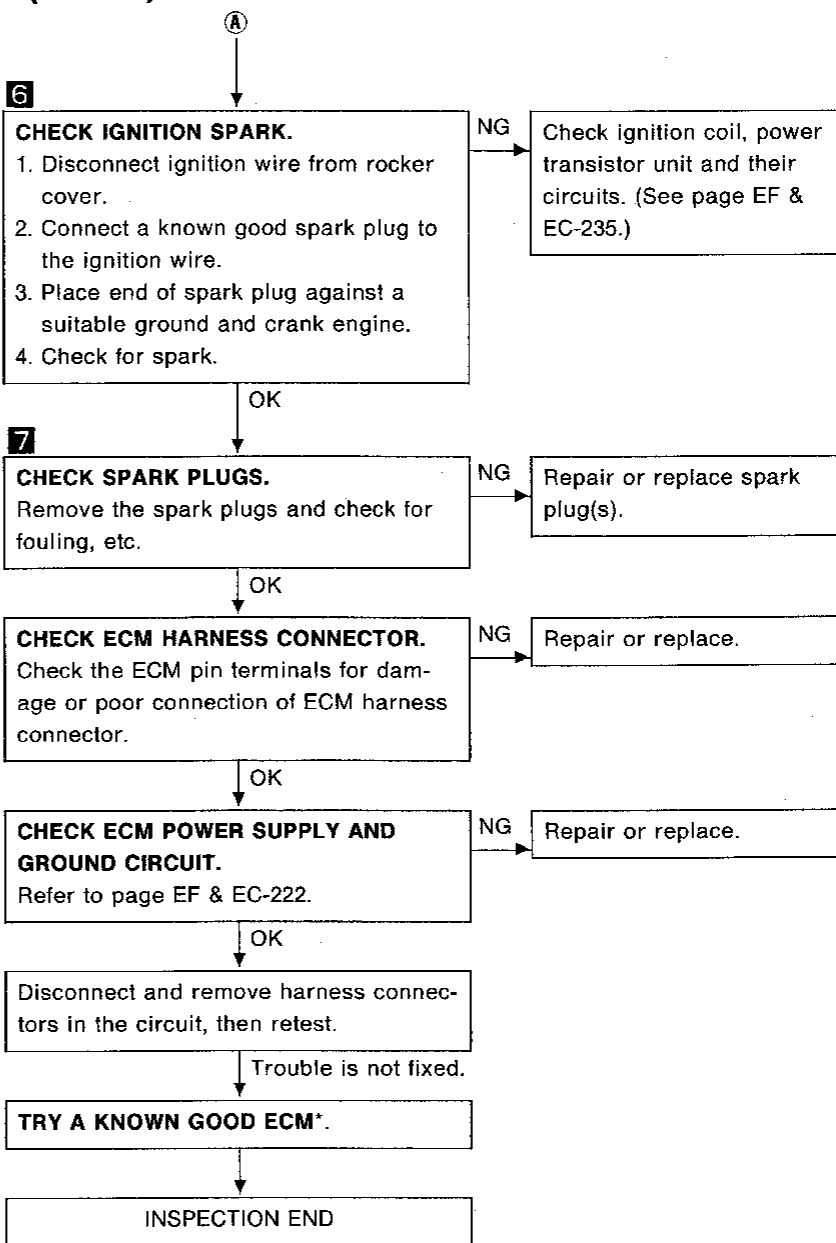 Ⓐ
6
CHECK IGNITION SPARK.
1. Disconnect ignition wire from rocker
cover.
2. Connect a known good spark plug to
the ignition wire.
3. Place end of spark plug against a
suitable ground and crank engine.
4. Check for spark.
NG
Check ignition coil, power
transistor unit and their
circuits. (See page EF &
EC-235.)
OK
7
CHECK SPARK PLUGS.
Remove the spark plugs and check for
fouling, etc.
NG
Repair or replace spark
plug(s).
OK
CHECK ECM HARNESS CONNECTOR.
Check the ECM pin terminals for dam-
age or poor connection of ECM harness
connector.
NG
Repair or replace.
OK
CHECK ECM POWER SUPPLY AND
GROUND CIRCUIT.
Refer to page EF & EC-222.
NG
Repair or replace.
OK
Disconnect and remove harness connec-
tors in the circuit, then retest.
Trouble is not fixed.
TRY A KNOWN GOOD ECM*.
INSPECTION END